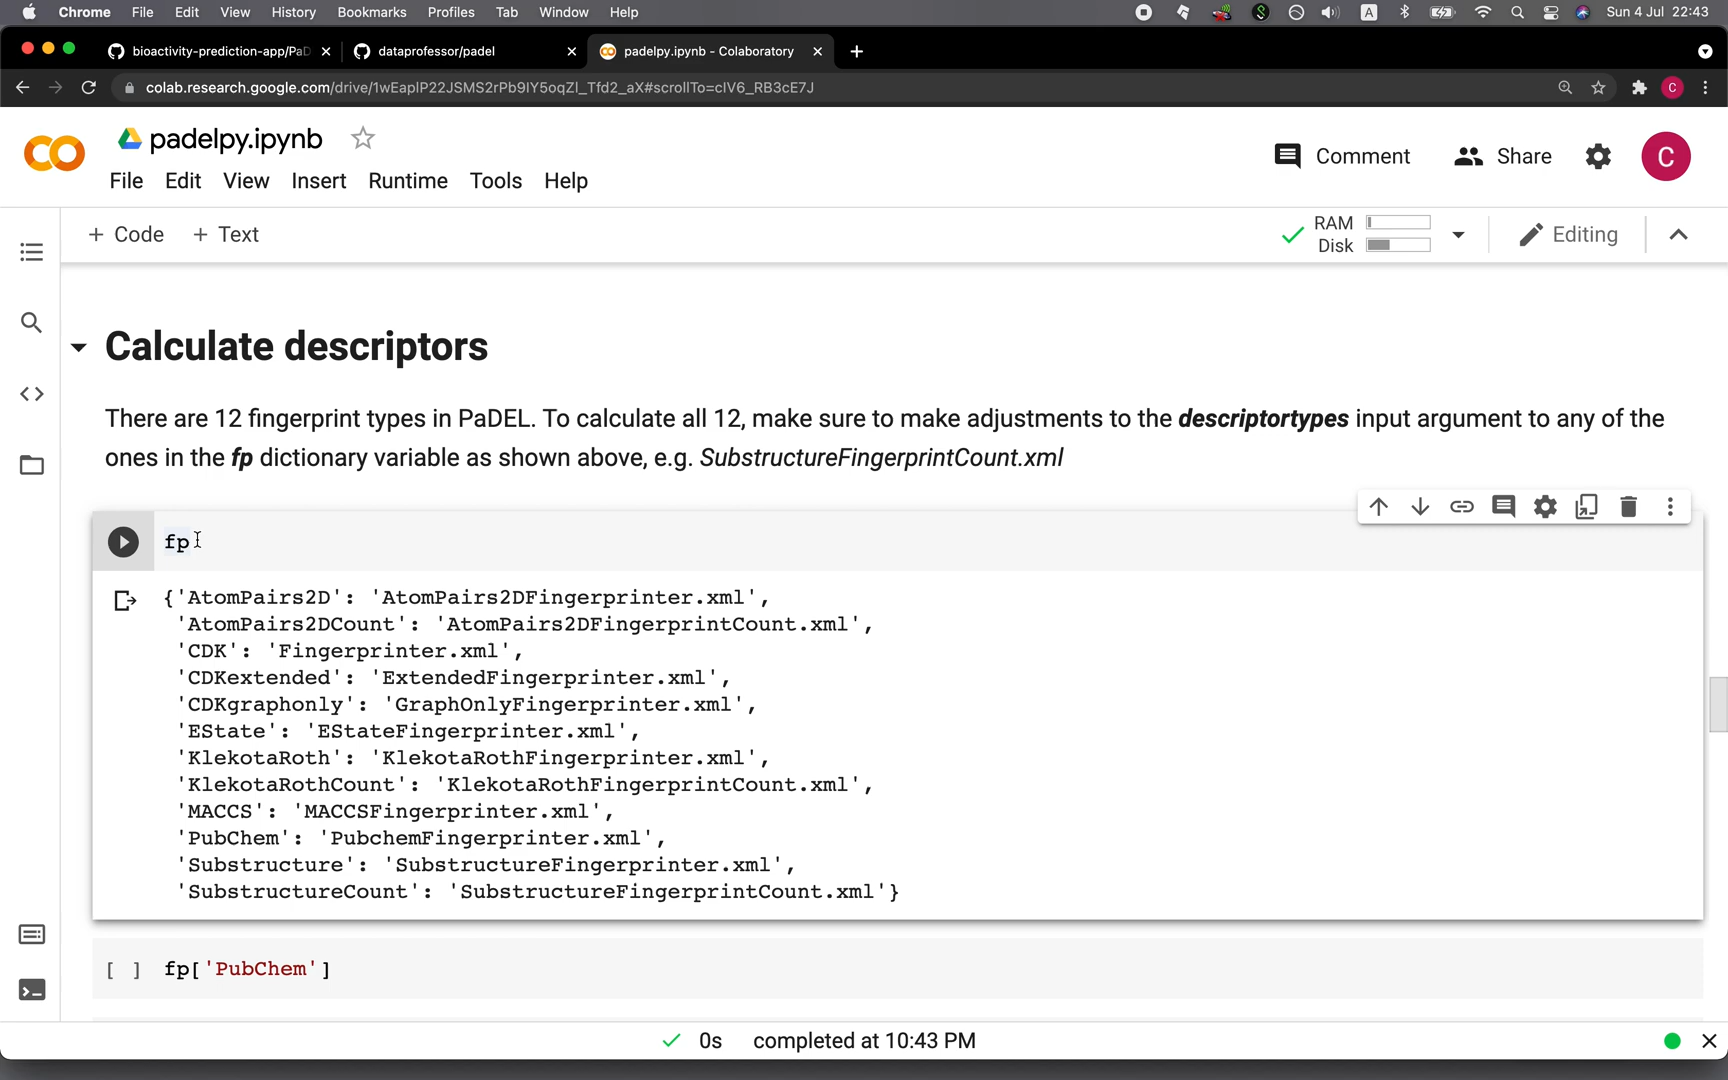 Chrome File Edit View History Bookmarks Profiles Tab Window Help A Sun 4 Jul 22:43
bioactivity-prediction-app/PaD dataprofessor/padel padelpy.ipynb - Colaboratory
colab.research.google.com/drive/1wEaplP22JSMS2rPb9IY5oqZl_Tfd2_aX#scrollTo=cIV6_RB3cE7J C
padelpy.ipynb
Comment Share C
File Edit View Insert Runtime Tools Help
+ Code + Text RAM Disk Editing
Calculate descriptors
There are 12 fingerprint types in PaDEL. To calculate all 12, make sure to make adjustments to the descriptortypes input argument to any of the
ones in the fp dictionary variable as shown above, e.g. SubstructureFingerprintCount.xml
fp
{'AtomPairs2D': 'AtomPairs2DFingerprinter.xml',
'AtomPairs2DCount': 'AtomPairs2DFingerprintCount.xml',
'CDK': 'Fingerprinter.xml',
'CDKextended': 'ExtendedFingerprinter.xml',
'CDKgraphonly': 'GraphOnlyFingerprinter.xml',
'EState': 'EStateFingerprinter.xml',
'KlekotaRoth': 'KlekotaRothFingerprinter.xml',
'KlekotaRothCount': 'KlekotaRothFingerprintCount.xml',
'MACCS': 'MACCSFingerprinter.xml',
'PubChem': 'PubchemFingerprinter.xml',
'Substructure': 'SubstructureFingerprinter.xml',
'SubstructureCount': 'SubstructureFingerprintCount.xml'}
[ ] fp['PubChem']
0s completed at 10:43 PM